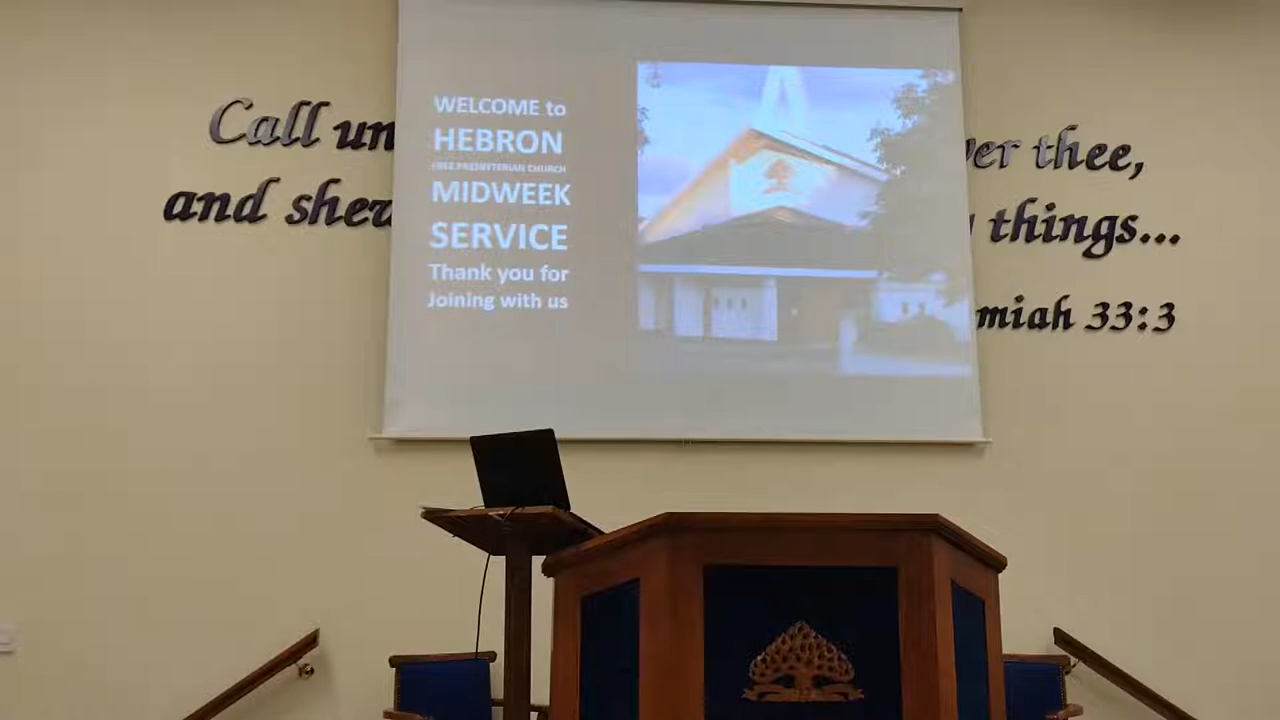 Call un
and shew
er thee,
things...
miah 33:3
WELCOME to
HEBRON
FREE PRESBYTERIAN CHURCH
MIDWEEK
SERVICE
Thank you for
Joining with us